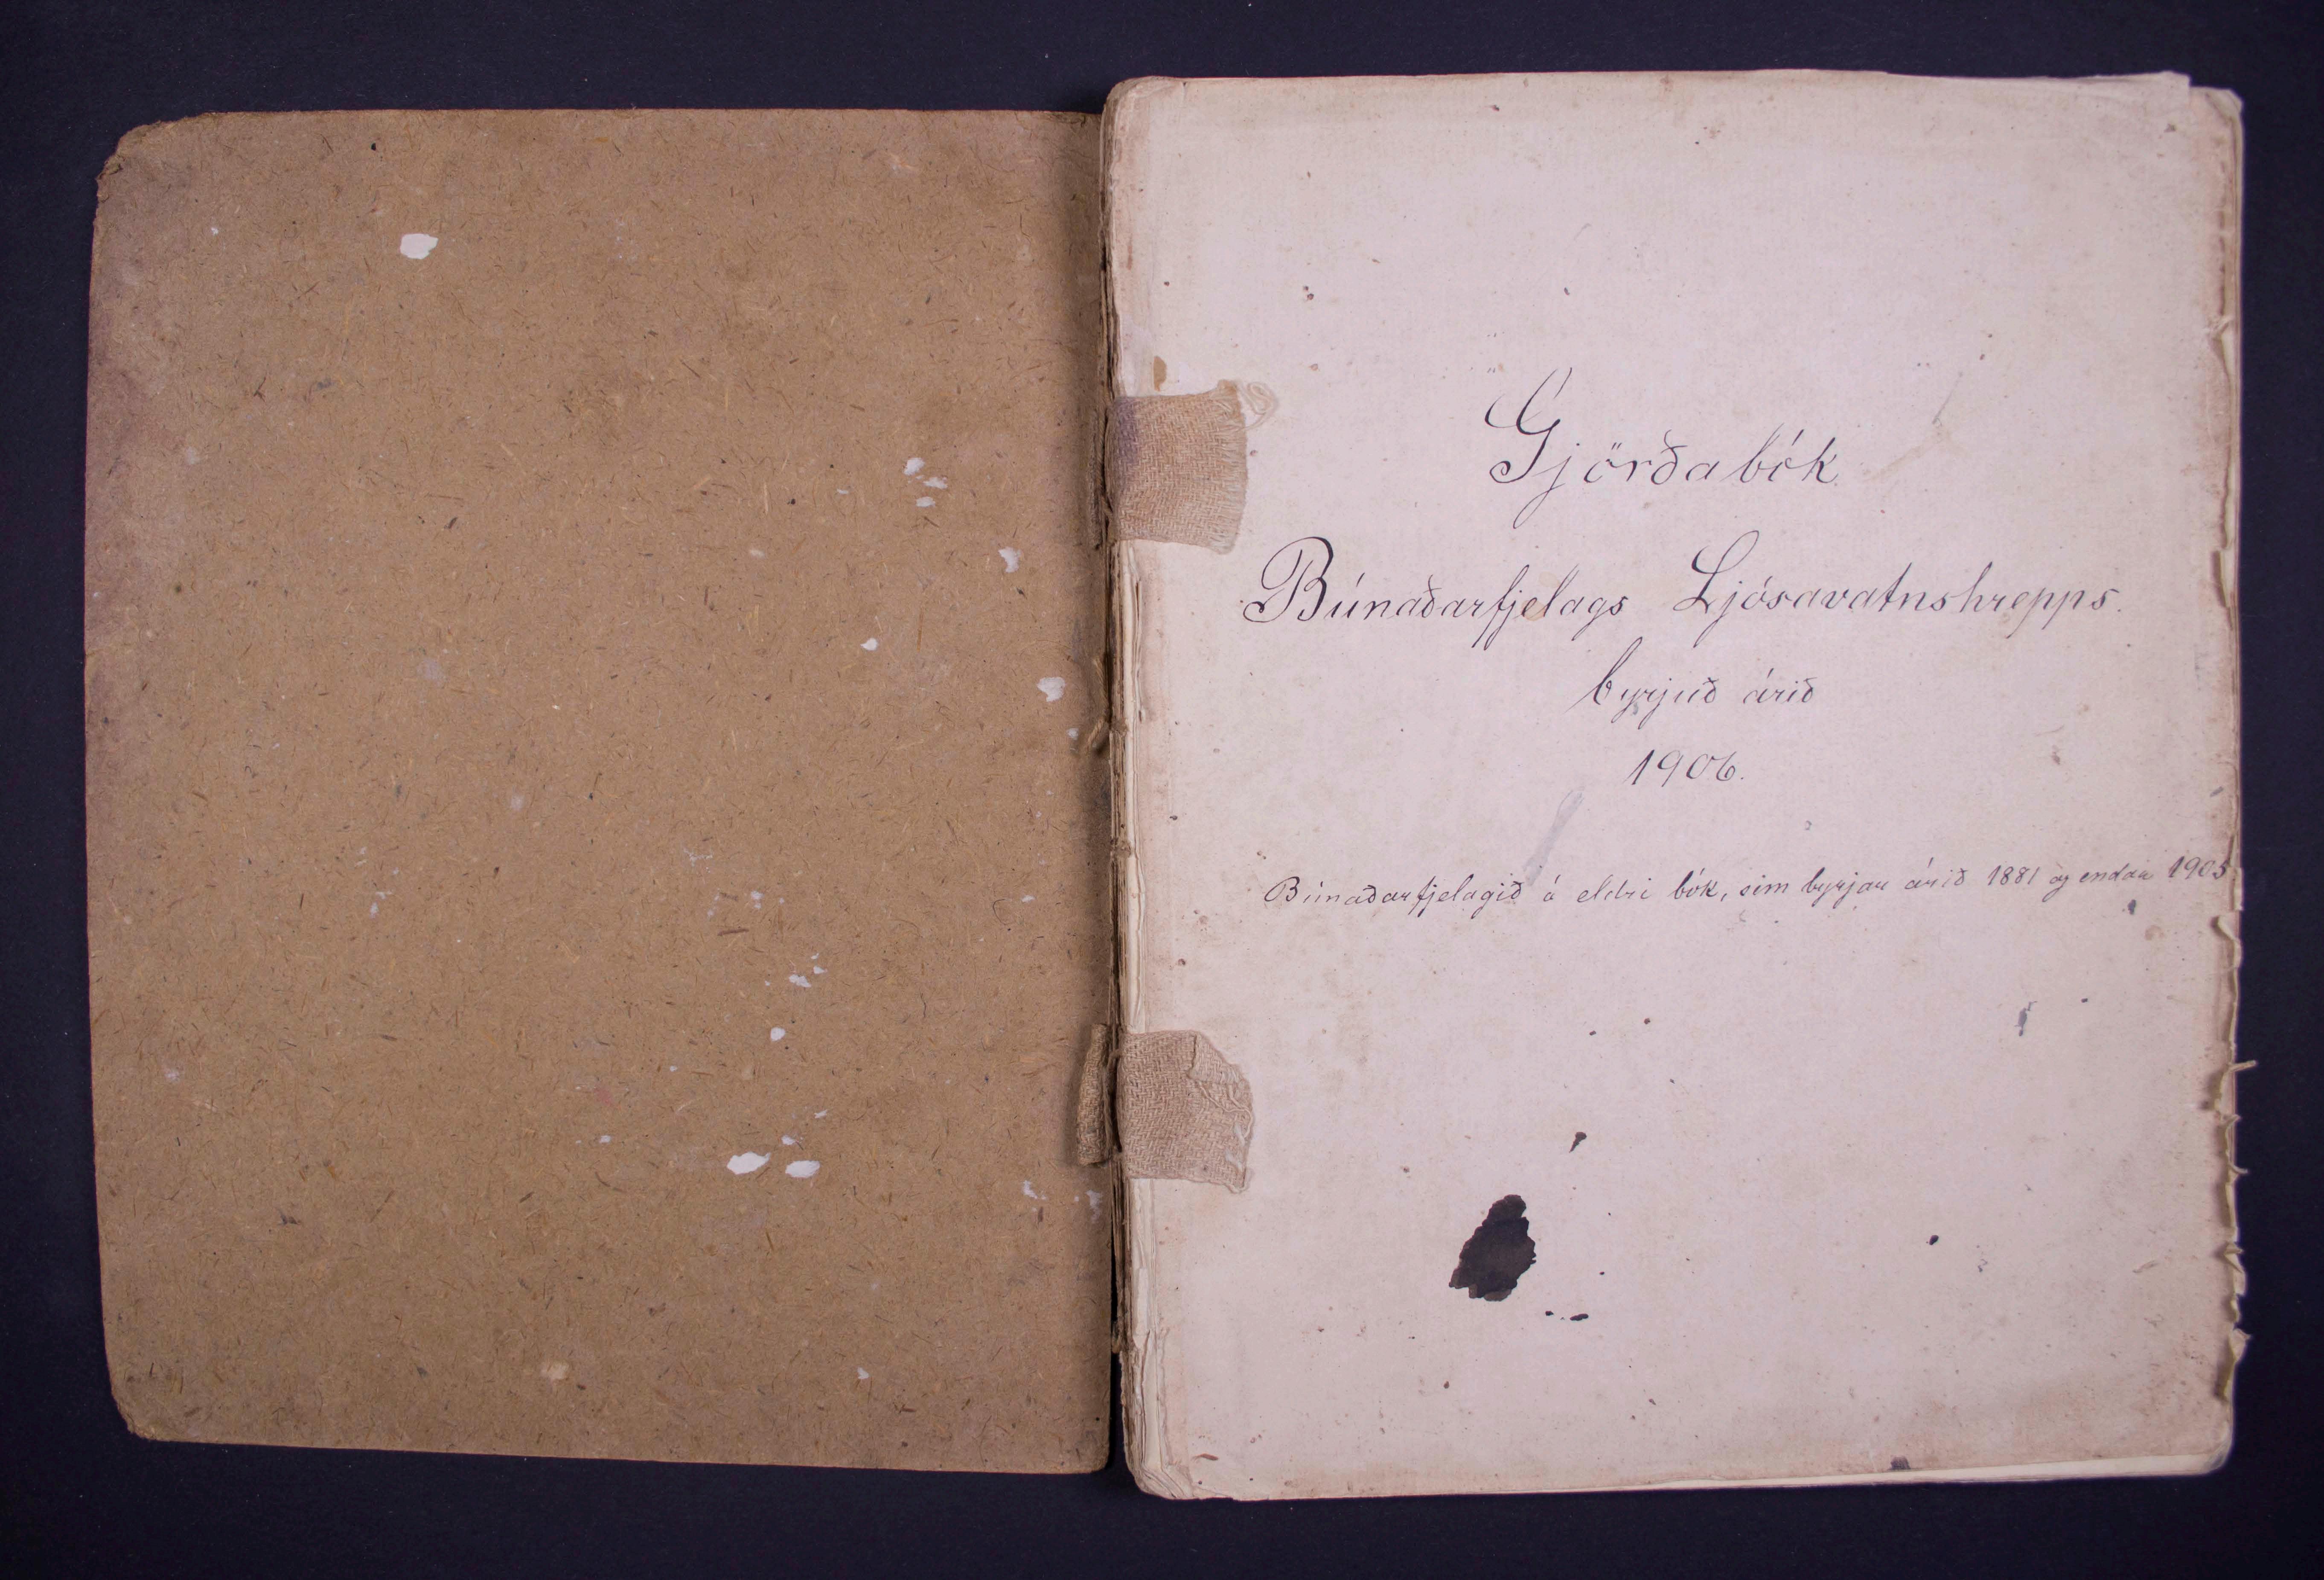 Gjörðabók
Búnaðarfjelags Ljósavatnshrepps.
byrjuð árið
1906.
Búnaðarfjelagið á eldri bók, sem byrjar árið 1881 og endar 1905